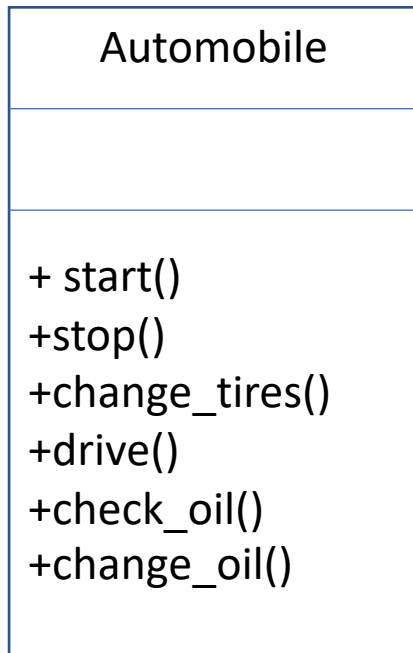 Automobile
+ start()
+stop()
+change_tires()
+drive()
+check_oil()
+change_oil()